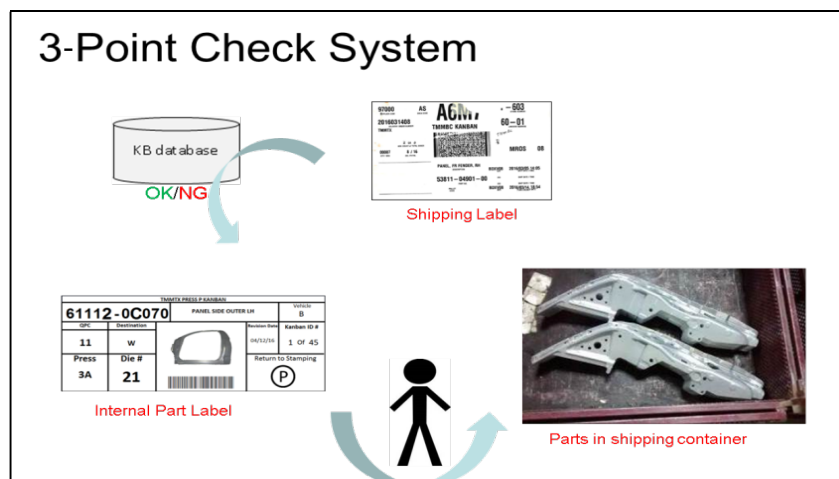 3-Point Check System
KB database
OK/NG
97000
AS
A6M7
- 603
2016031408
60-01
TMMBC KANBAN
MROS 08
PANEL, FR FENDER, RH
53811-04901-00
Shipping Label
TMMTX PRESS P KANBAN
61112-0C070
PANEL SIDE OUTER LH
Vehicle
B
QPC
Destination
Revision Date
Kanban ID #
11
w
04/12/16
1 Of 45
Press
Die #
Return to Stamping
3A
21
P
Internal Part Label
Parts in shipping container